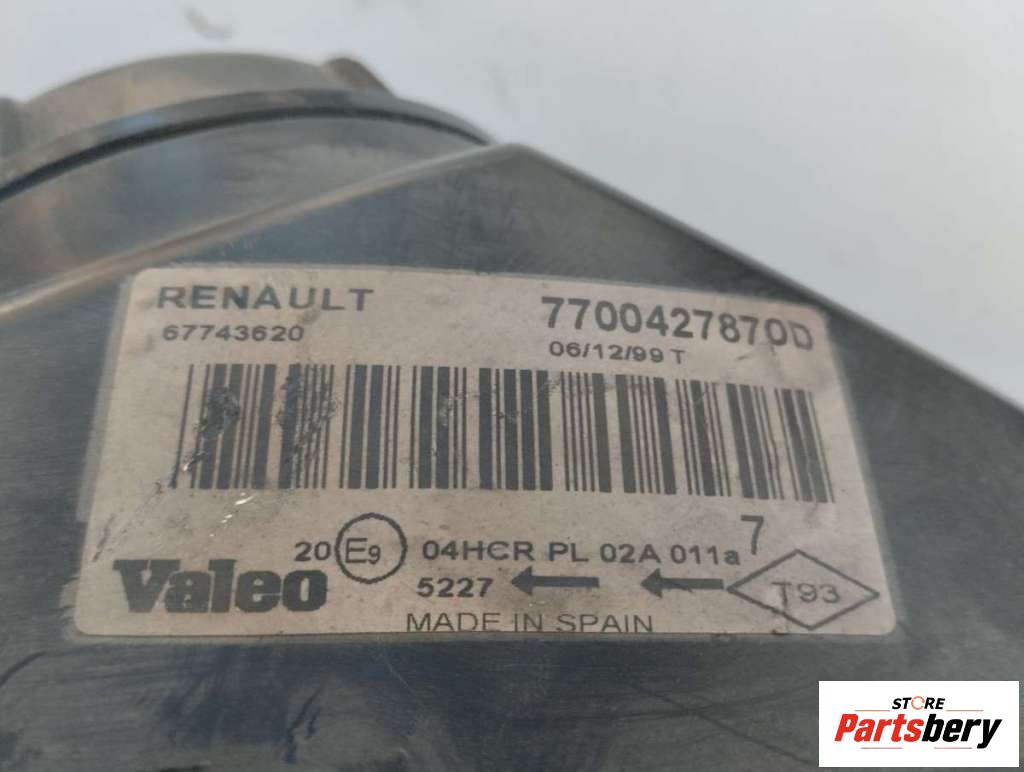 RENAULT 7700427870D
67743620 06/12/99 T
7
20 E9 04HCR PL 02A 011a
Valeo 5227 T93
MADE IN SPAIN
STORE
Partsbery